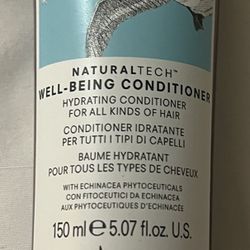 NATURALTECH™
WELL-BEING CONDITIONER
HYDRATING CONDITIONER
FOR ALL KINDS OF HAIR
CONDITIONER IDRATANTE
PER TUTTI I TIPI DI CAPELLI
BAUME HYDRATANT
POUR TOUS LES TYPES DE CHEVEUX
WITH ECHINACEA PHYTOCEUTICALS
CON FITOCEUTICI DA ECHINACEA
AUX PHYTOCEUTIQUES D'ECHINACÉE
150 ml ℮ 5.07 fl. oz. U.S.